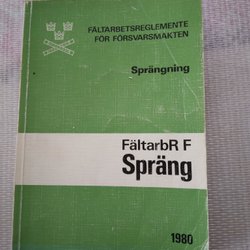 FÄLTARBETSREGLEMENTE
FÖR FÖRSVARSMAKTEN
Sprängning
FältarbR F
Spräng
1980